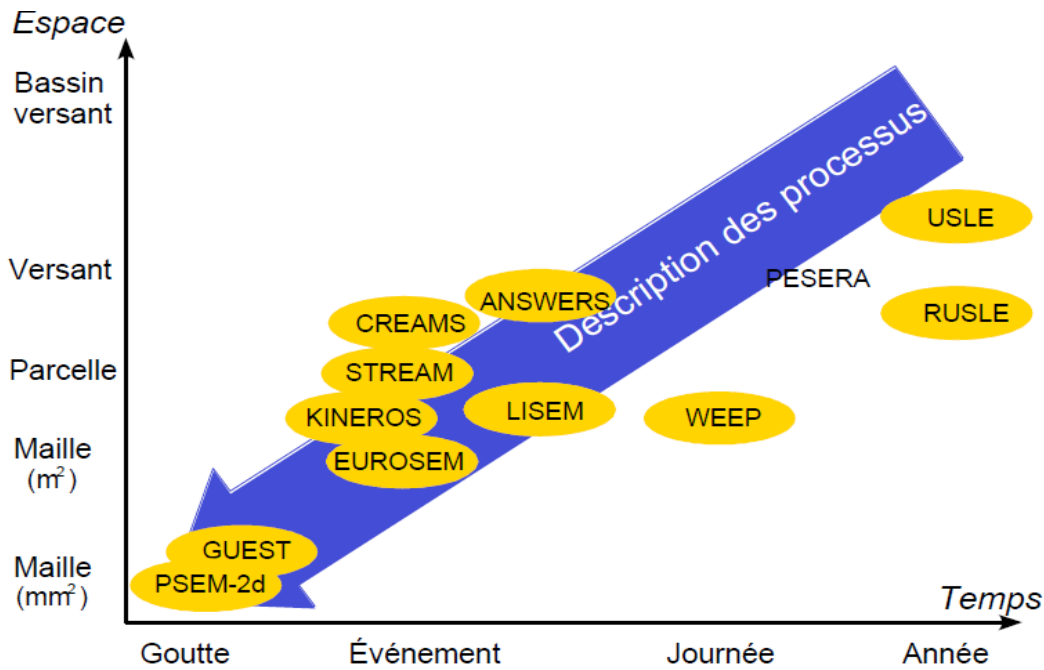 Espace
Bassin
versant
Versant
Parcelle
Maille
(m²)
Maille
(mm²)
Description des processus
USLE
PESERA
ANSWERS
CREAMS
RUSLE
STREAM
KINEROS
LISEM
WEEP
EUROSEM
GUEST
PSEM-2d
Temps
Goutte
Événement
Journée
Année